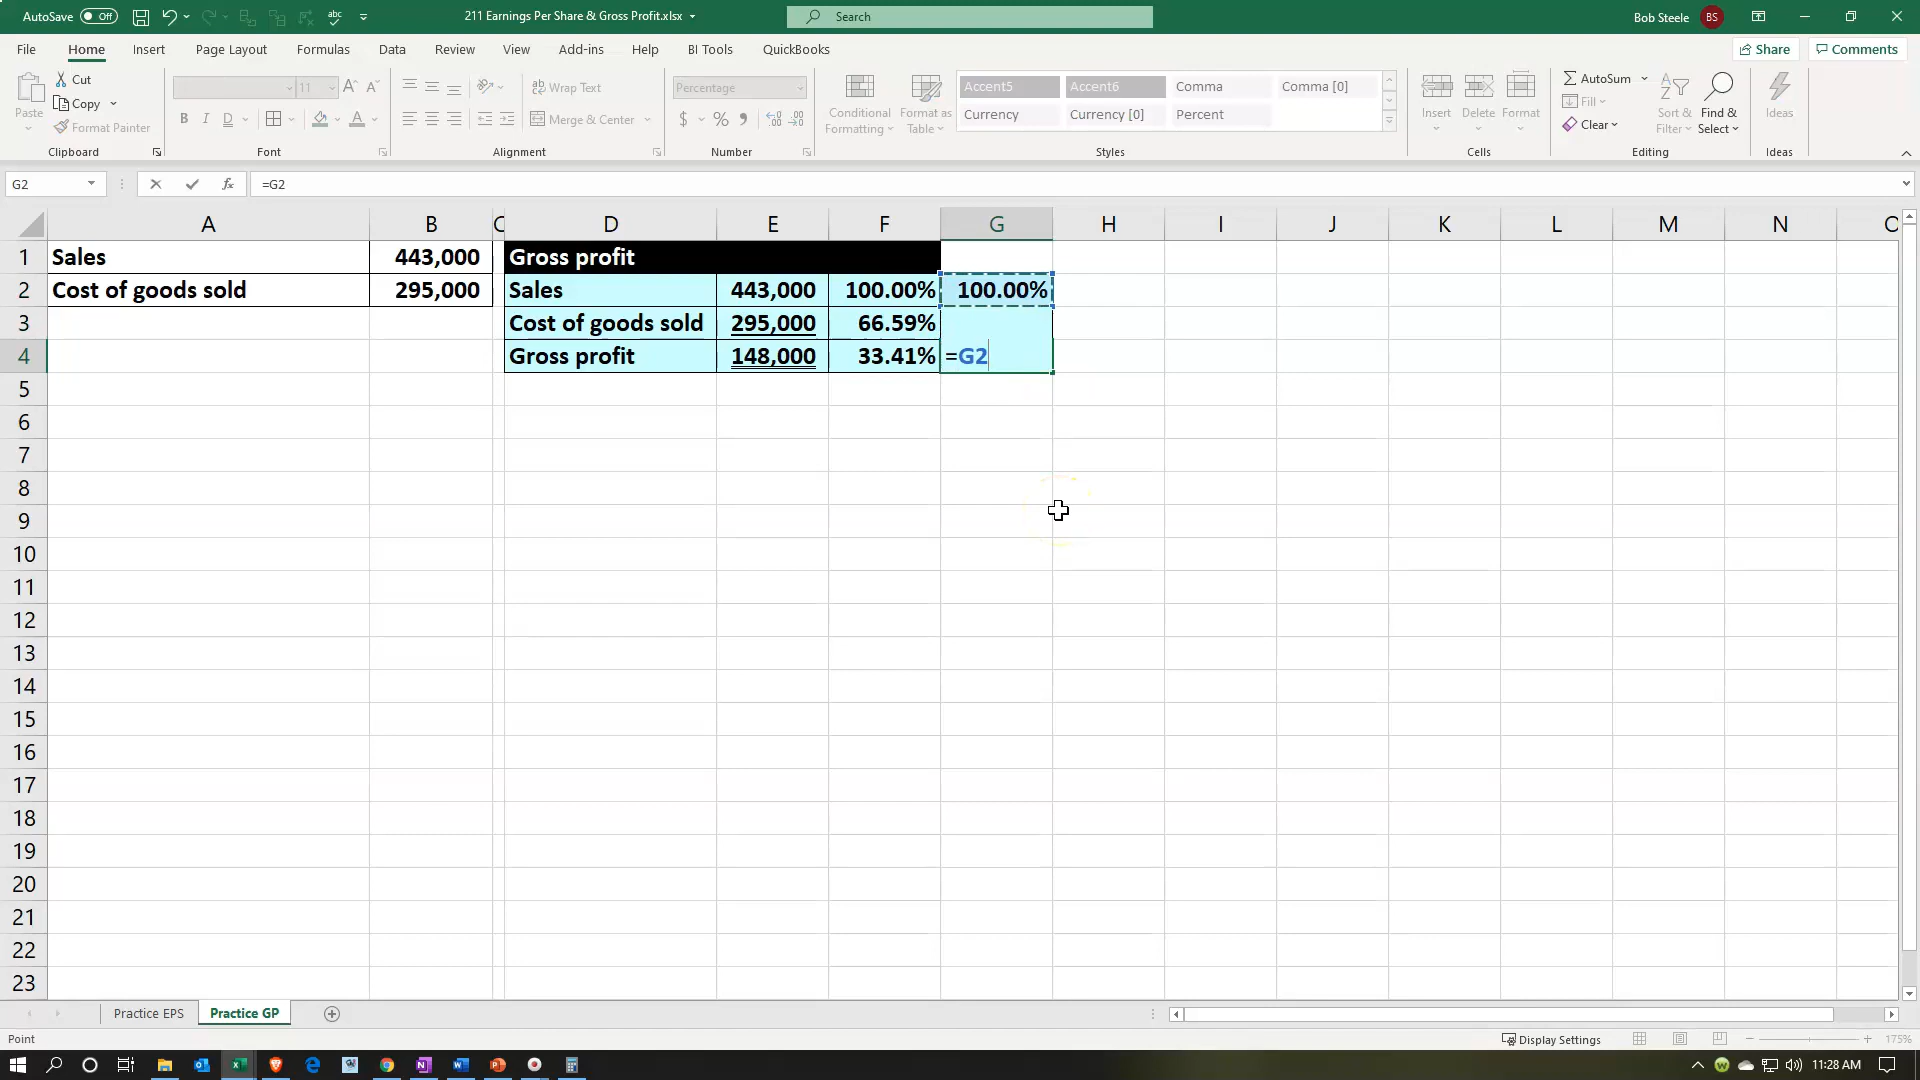 AutoSave Off 211 Earnings Per Share & Gross Profit.xlsx Search Bob Steele BS
File Home Insert Page Layout Formulas Data Review View Add-ins Help BI Tools QuickBooks Share Comments
Paste Cut Copy Format Painter
Clipboard
11 A A B I D A
Font
Wrap Text Merge & Center
Alignment
Percentage $ % 9
Number
Conditional Formatting Format as Table
Accent5 Accent6 Comma Comma [0]
Currency Currency [0] Percent
Styles
Insert Delete Format
Cells
AutoSum Fill Clear Sort & Filter Find & Select
Editing
Ideas
Ideas
G2 fx =G2
A B C D E F G H I J K L M N O
1 Sales 443,000 Gross profit
2 Cost of goods sold 295,000 Sales 443,000 100.00% 100.00%
3 Cost of goods sold 295,000 66.59%
4 Gross profit 148,000 33.41% =G2
5
6
7
8
9
10
11
12
13
14
15
16
17
18
19
20
21
22
23
Practice EPS Practice GP
Point Display Settings 175%
11:28 AM